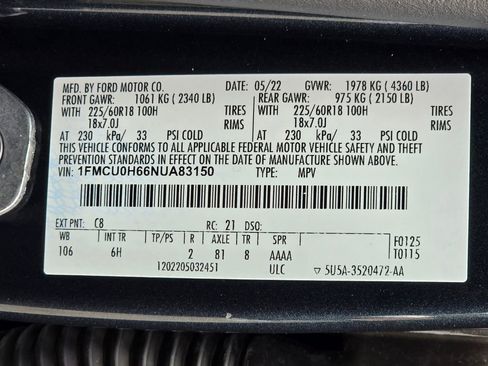 MFD. BY FORD MOTOR CO. DATE: 05/22 GVWR: 1978 KG ( 4360 LB)
FRONT GAWR: 1061 KG ( 2340 LB) REAR GAWR: 975 KG ( 2150 LB)
WITH 225/60R18 100H TIRES WITH 225/60R18 100H TIRES
18x7.0J RIMS 18x7.0J RIMS
AT 230 kPa/ 33 PSI COLD AT 230 kPa/ 33 PSI COLD
THIS VEHICLE CONFORMS TO ALL APPLICABLE FEDERAL MOTOR VEHICLE SAFETY AND THEFT
PREVENTION STANDARDS IN EFFECT ON THE DATE OF MANUFACTURE SHOWN ABOVE.
VIN: 1FMCU0H66NUA83150 TYPE: MPV
EXT PNT: C8 RC: 21 DSO:
WB INT TR TP/PS R AXLE TR SPR F0125
106 6H 2 81 8 AAAA T0115
1202205032451 ULC ▽ 5U5A-3520472-AA